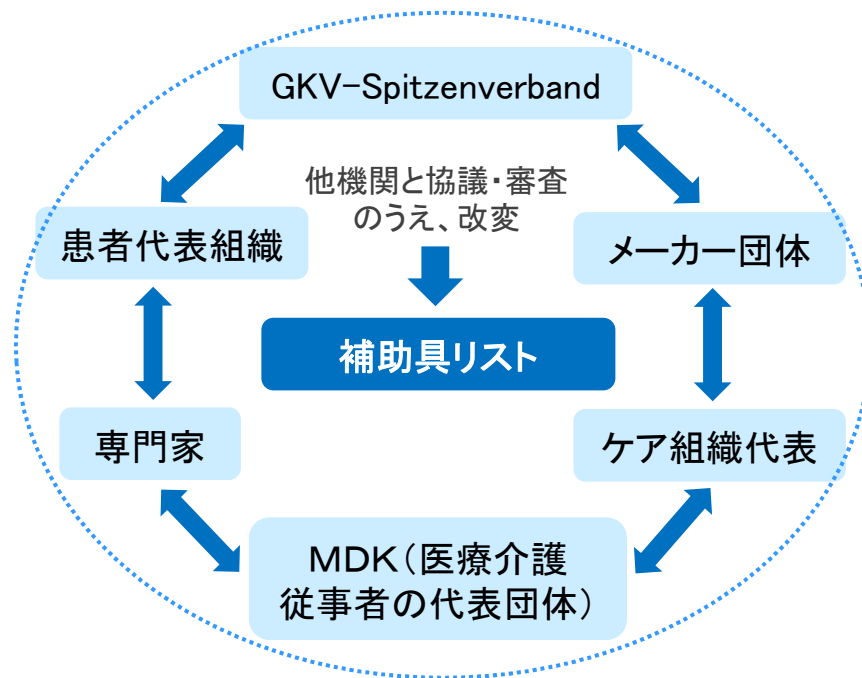 GKV-Spitzenverband
他機関と協議・審査
のうえ、改変
患者代表組織
メーカー団体
補助具リスト
専門家
ケア組織代表
MDK（医療介護
従事者の代表団体）